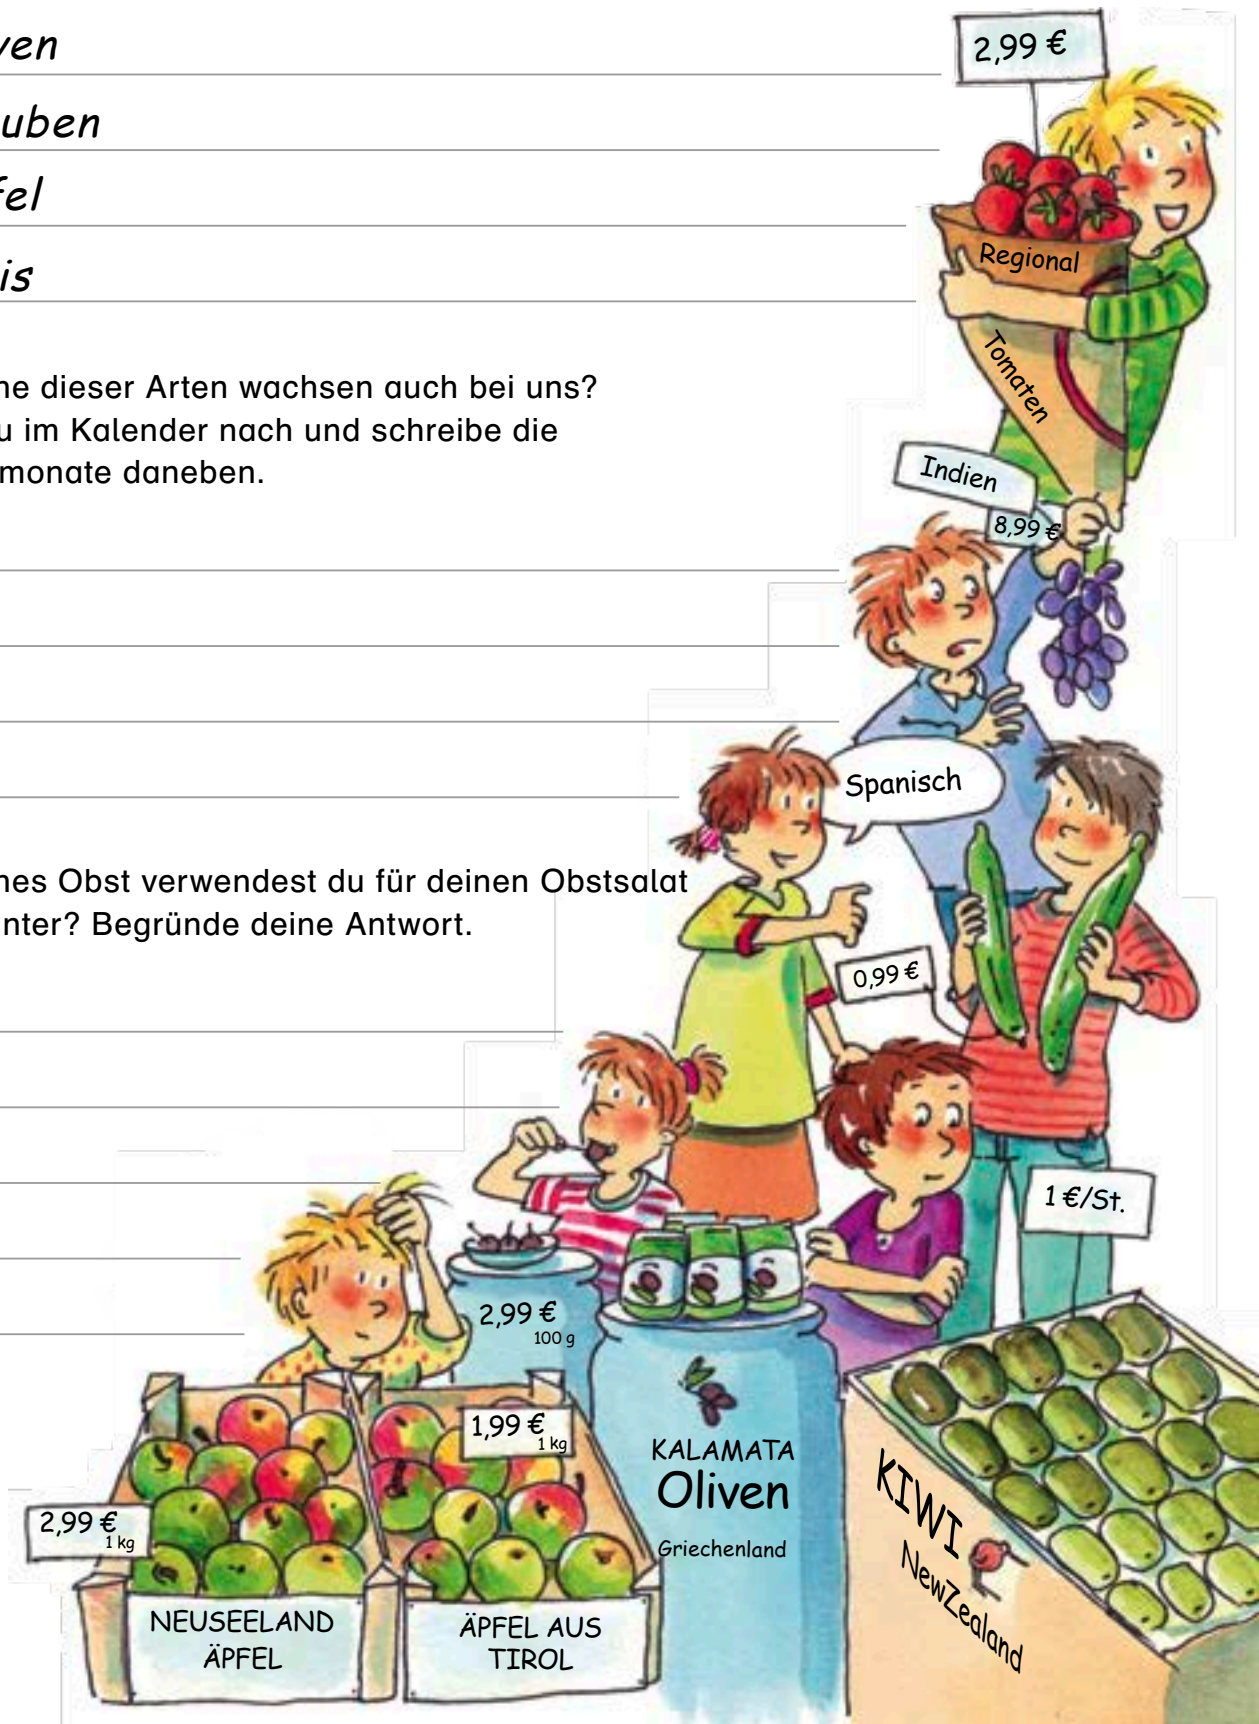 ven
uben
fel
is
ne dieser Arten wachsen auch bei uns?
u im Kalender nach und schreibe die
monate daneben.
nes Obst verwendest du für deinen Obstsalat
nter? Begründe deine Antwort.
2,99 €
Regional
Tomaten
Indien
8,99 €
Spanisch
0,99 €
1 €/St.
2,99 €
100 g
1,99 €
1 kg
2,99 €
1 kg
KALAMATA
Oliven
Griechenland
KIWI
NewZealand
NEUSEELAND
ÄPFEL
ÄPFEL AUS
TIROL